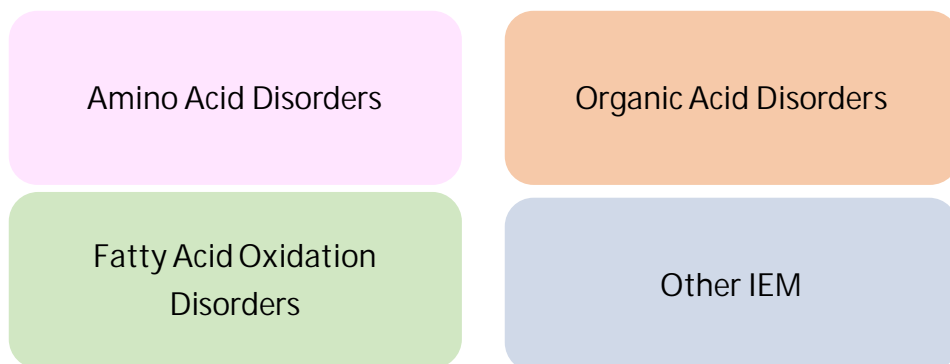 Amino Acid Disorders
Organic Acid Disorders
Fatty Acid Oxidation
Disorders
Other IEM